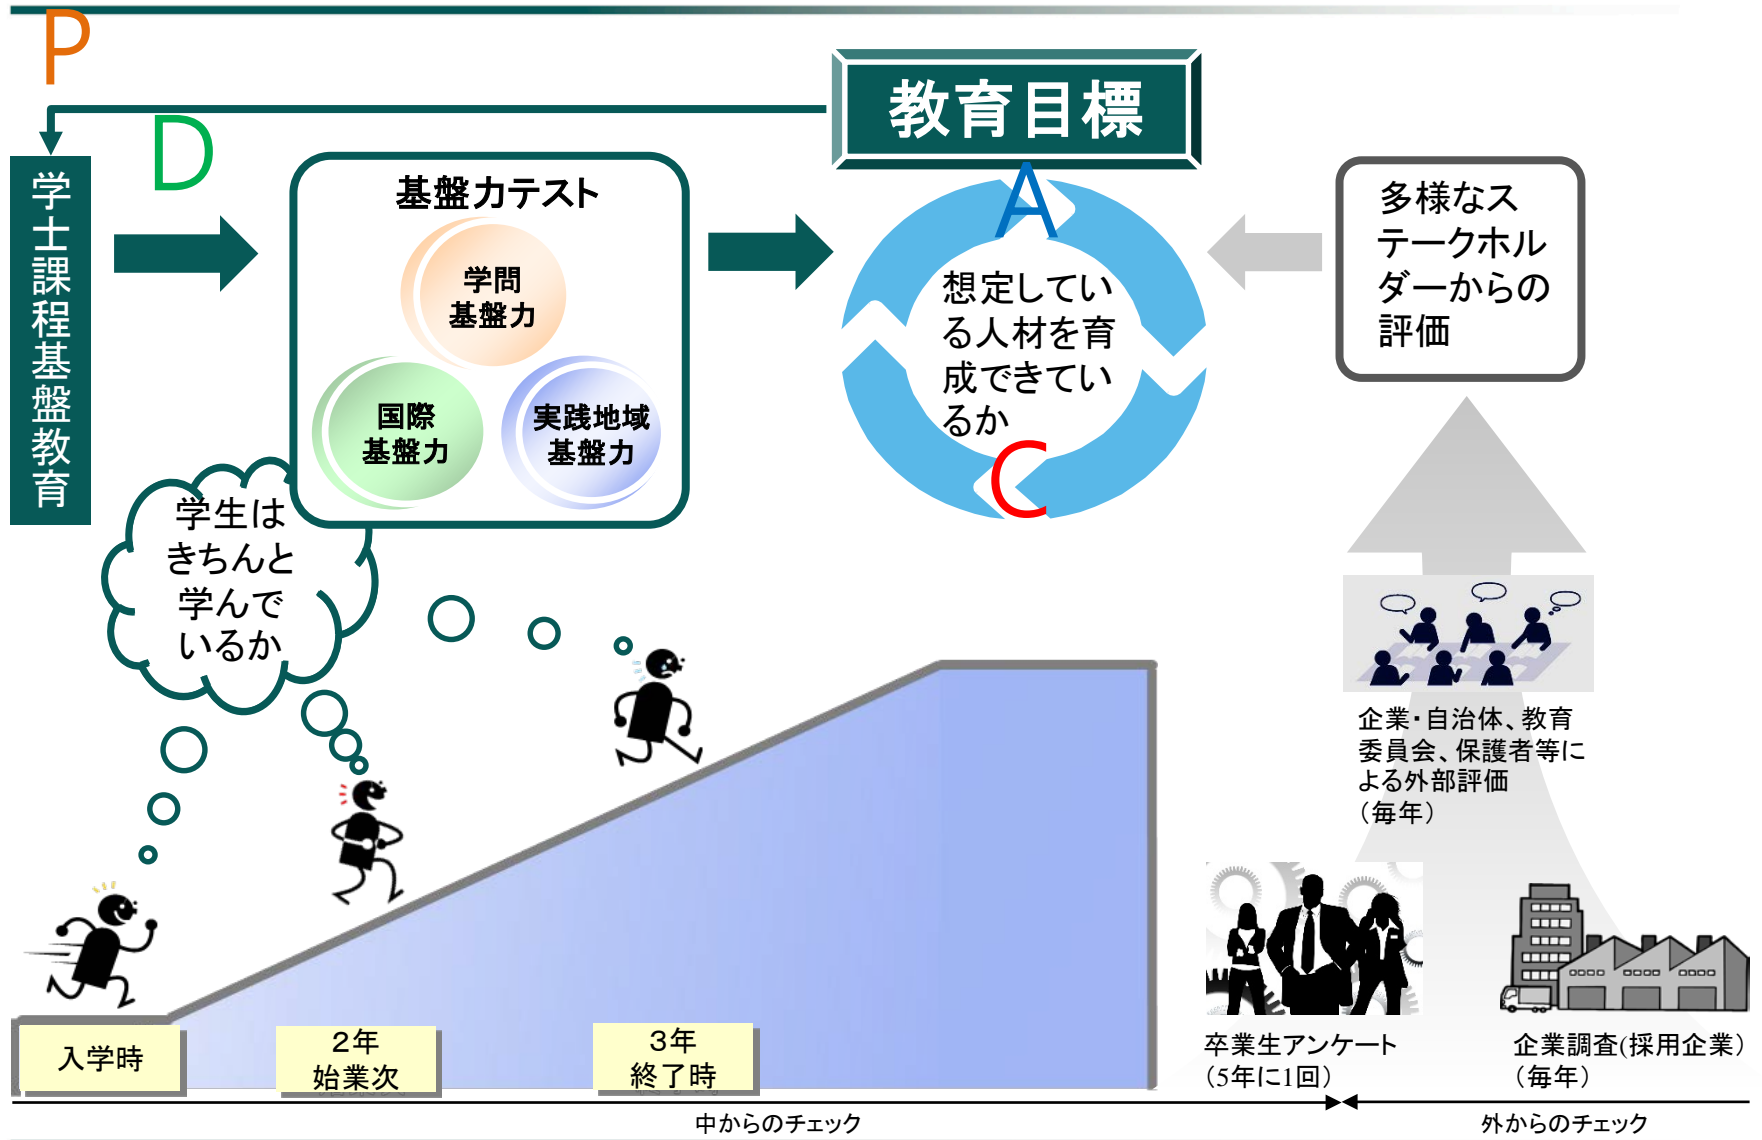 P
教育目標
D
学士課程基盤教育
基盤力テスト
学問
基盤力
国際
基盤力
実践地域
基盤力
A
想定してい
る人材を育
成できてい
るか
C
多様なス
テークホル
ダーからの
評価
学生は
きちんと
学んで
いるか
企業・自治体、教育
委員会、保護者等に
よる外部評価
（毎年）
入学時
２年
始業次
３年
終了時
卒業生アンケート
（5年に1回）
企業調査(採用企業）
（毎年）
中からのチェック
外からのチェック